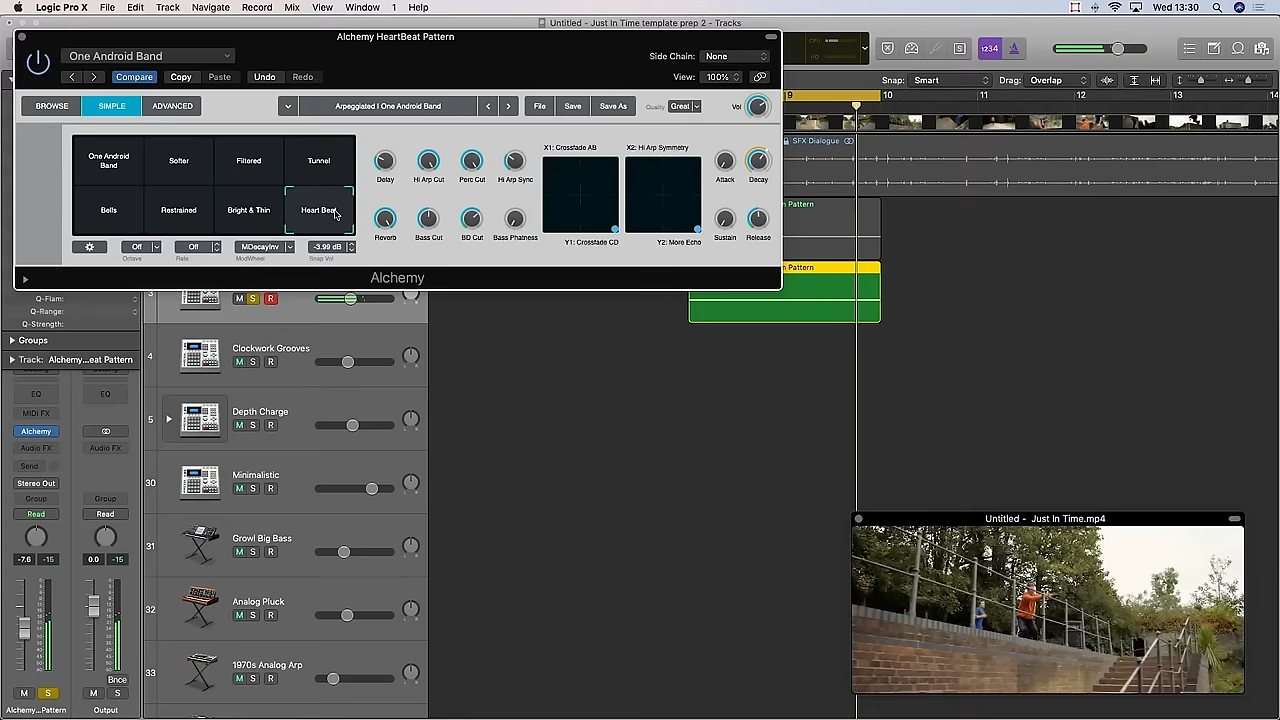 Logic Pro X File Edit Track Navigate Record Mix View Window 1 Help Wed 13:30
Untitled - Just In Time template prep 2 - Tracks
Alchemy HeartBeat Pattern
One Android Band
Side Chain: None
Compare Copy Paste Undo Redo
View: 100%
1234
Snap: Smart Drag: Overlap
BROWSE SIMPLE ADVANCED
Arpeggiated | One Android Band
File Save Save As
Quality Great
Vol
9 10 11 12 13 14
SFX Dialogue
One Android Band Softer Filtered Tunnel
Bells Restrained Bright & Thin Heart Beat
Delay Hi Arp Cut Perc Cut Hi Arp Sync
Reverb Bass Cut BD Cut Bass Phatness
X1: Crossfade AB X2: Hi Arp Symmetry
Y1: Crossfade CD Y2: More Echo
Attack Decay
Sustain Release
Off Off MDecayInv -3.99 dB
Octave Rate ModWheel Snap Vol
Alchemy
n Pattern
n Pattern
Q-Flam:
Q-Range:
Q-Strength:
Groups
Track: Alchemy...eat Pattern
3 M S R
4 Clockwork Grooves
M S R
5 Depth Charge
M S R
30 Minimalistic
M S R
31 Growl Big Bass
M S R
32 Analog Pluck
M S R
33 1970s Analog Arp
M S R
EQ EQ
MIDI FX
Alchemy
Audio FX Audio FX
Send
Stereo Out
Group Group
Read Read
-7.6 -15 0.0 -15
Bnce
M S M S
Alchemy...Pattern Output
Untitled - Just In Time.mp4